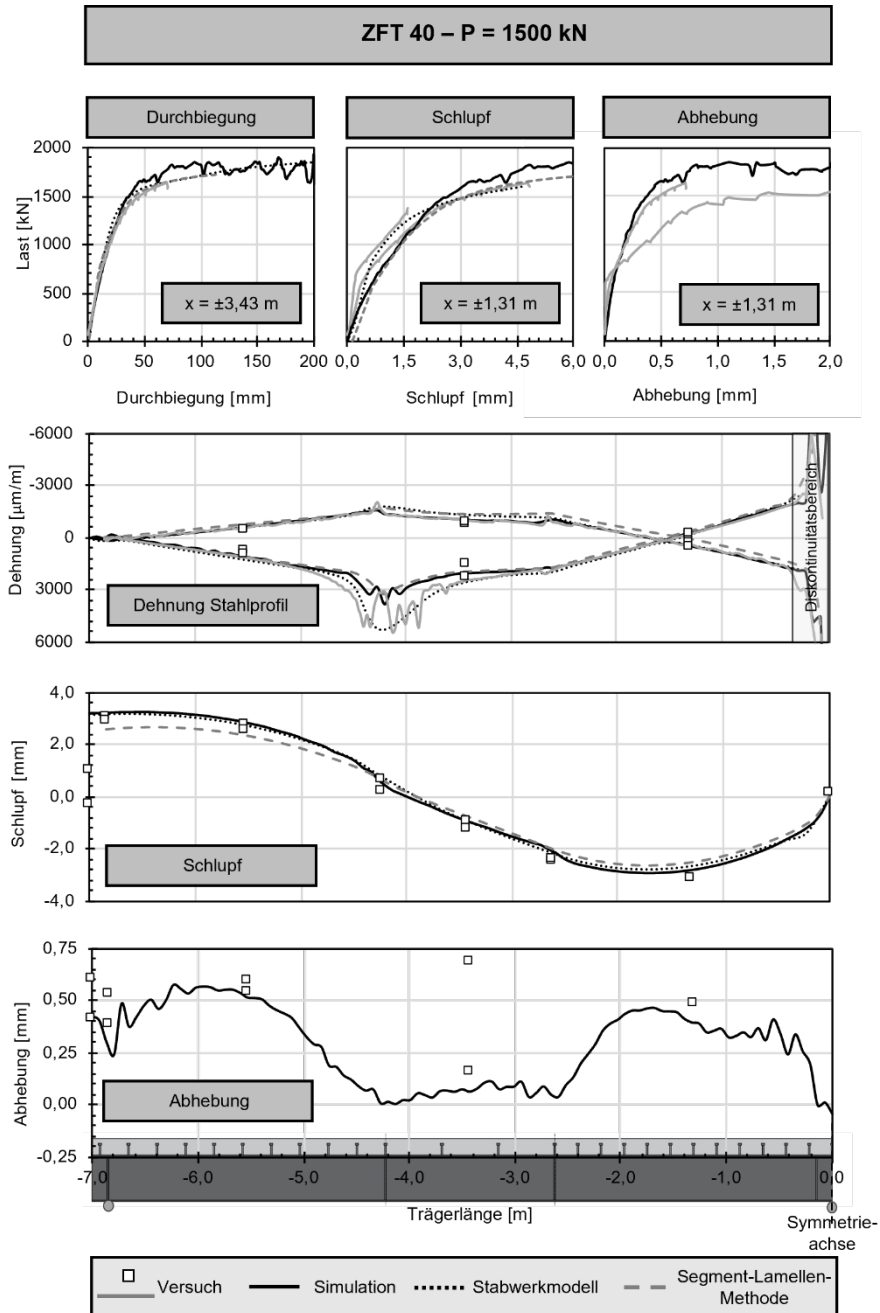 ZFT 40 – P = 1500 kN
Durchbiegung
Schlupf
Abhebung
Last [kN]
2000
1500
1000
500
0
x = ±3,43 m
x = ±1,31 m
x = ±1,31 m
0 50 100 150 200
0,0 1,5 3,0 4,5 6,0
0,0 0,5 1,0 1,5 2,0
Durchbiegung [mm]
Schlupf [mm]
Abhebung [mm]
Dehnung [µm/m]
-6000
-3000
0
3000
6000
Dehnung Stahlprofil
Diskontinuitätsbereich
Schlupf [mm]
4,0
2,0
0,0
-2,0
-4,0
Schlupf
Abhebung [mm]
0,75
0,50
0,25
0,00
-0,25
Abhebung
-7,0 -6,0 -5,0 -4,0 -3,0 -2,0 -1,0 0,0
Trägerlänge [m]
Symmetrie-
achse
Versuch
Simulation
Stabwerkmodell
Segment-Lamellen-
Methode